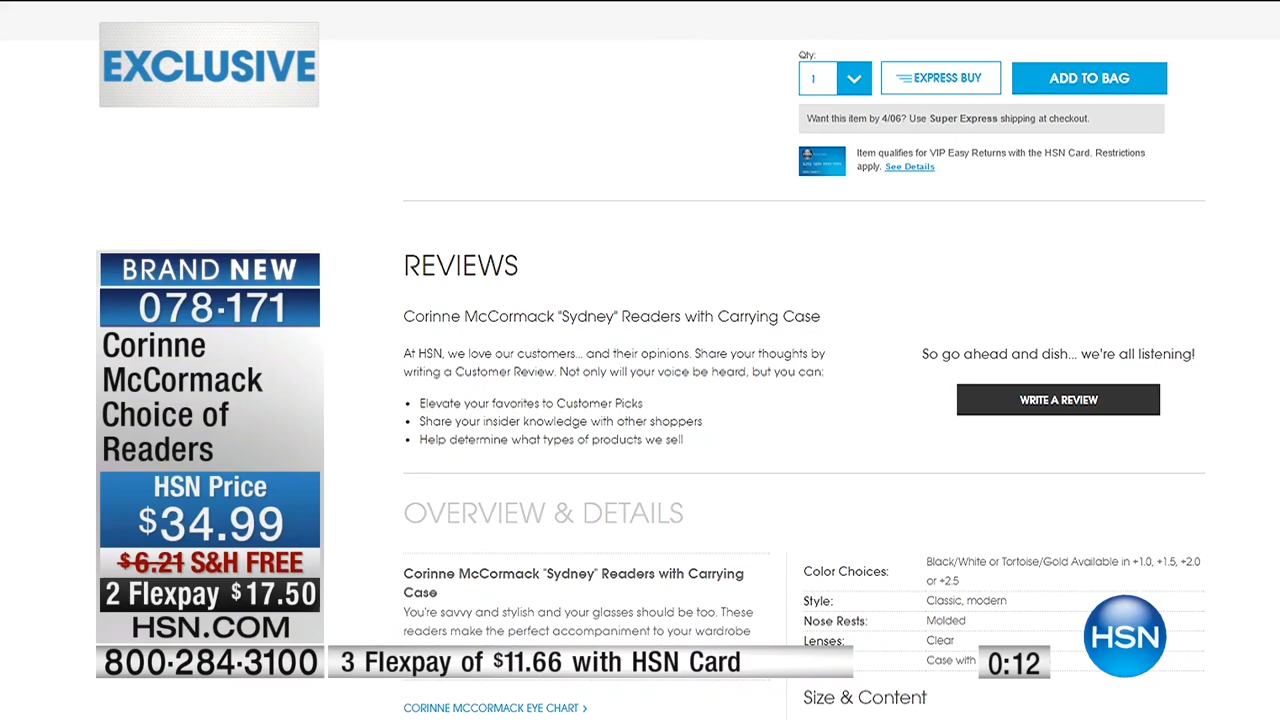 EXCLUSIVE
Qty:
1
EXPRESS BUY
ADD TO BAG
Want this item by 4/06? Use Super Express shipping at checkout.
Item qualifies for VIP Easy Returns with the HSN Card. Restrictions
apply. See Details
BRAND NEW
078-171
Corinne
McCormack
Choice of
Readers
HSN Price
$34.99
$6.21 S&H FREE
2 Flexpay $17.50
HSN.COM
800-284-3100
3 Flexpay of $11.66 with HSN Card
0:12
HSN
REVIEWS
Corinne McCormack "Sydney" Readers with Carrying Case
At HSN, we love our customers... and their opinions. Share your thoughts by
writing a Customer Review. Not only will your voice be heard, but you can:
• Elevate your favorites to Customer Picks
• Share your insider knowledge with other shoppers
• Help determine what types of products we sell
So go ahead and dish... we're all listening!
WRITE A REVIEW
OVERVIEW & DETAILS
Corinne McCormack "Sydney" Readers with Carrying
Case
You're savvy and stylish and your glasses should be too. These
readers make the perfect accompaniment to your wardrobe
CORINNE MCCORMACK EYE CHART >
Color Choices:
Black/White or Tortoise/Gold Available in +1.0, +1.5, +2.0
or +2.5
Style:
Classic, modern
Nose Rests:
Molded
Lenses:
Clear
Case with
Size & Content